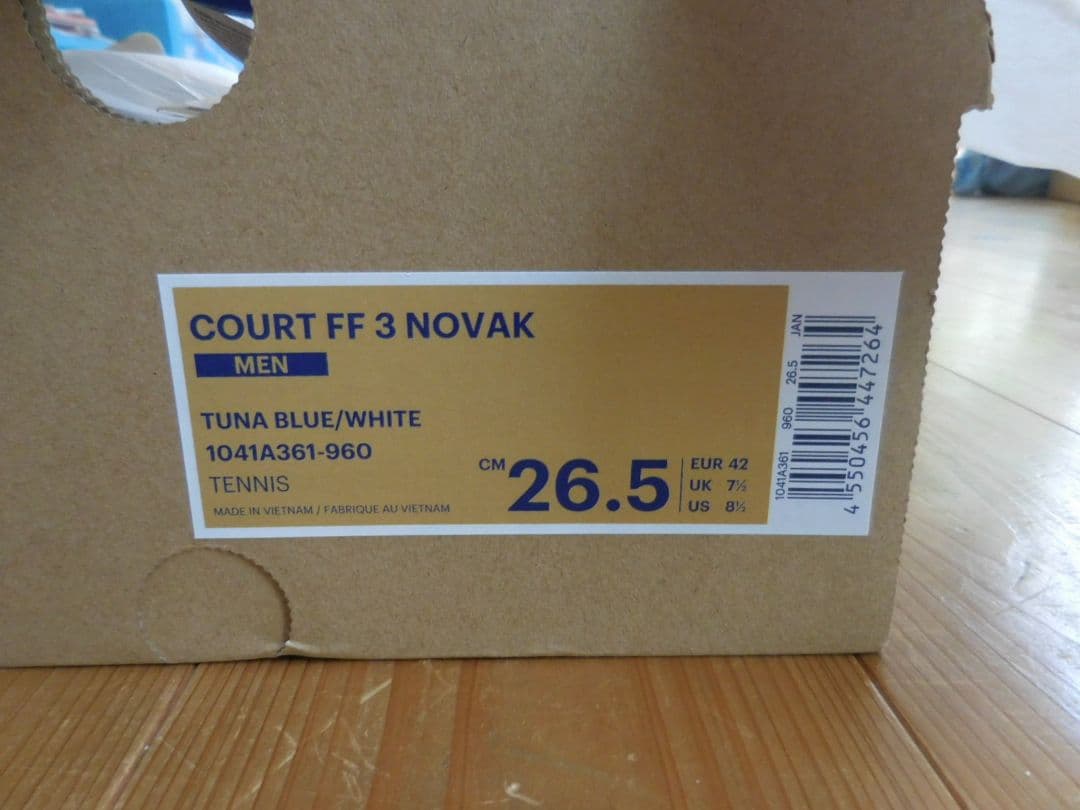 COURT FF 3 NOVAK
MEN
TUNA BLUE/WHITE
1041A361-960
TENNIS
MADE IN VIETNAM / FABRIQUE AU VIETNAM
CM 26.5
EUR 42
UK 7½
US 8½
1041A361 960 26.5 JAN
4 550456 447264